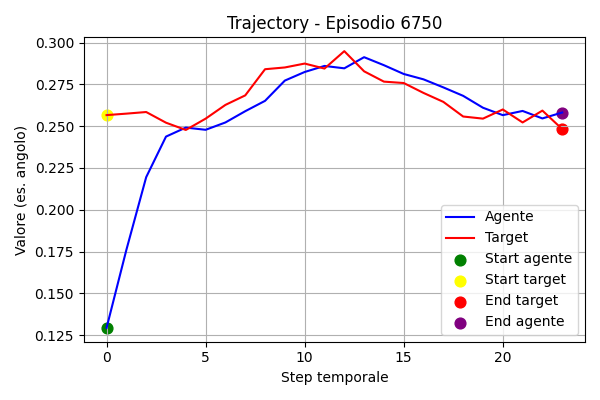 Trajectory - Episodio 6750
Valore (es. angolo)
0.300
0.275
0.250
0.225
0.200
0.175
0.150
0.125
0
5
10
15
20
Step temporale
Agente
Target
Start agente
Start target
End target
End agente